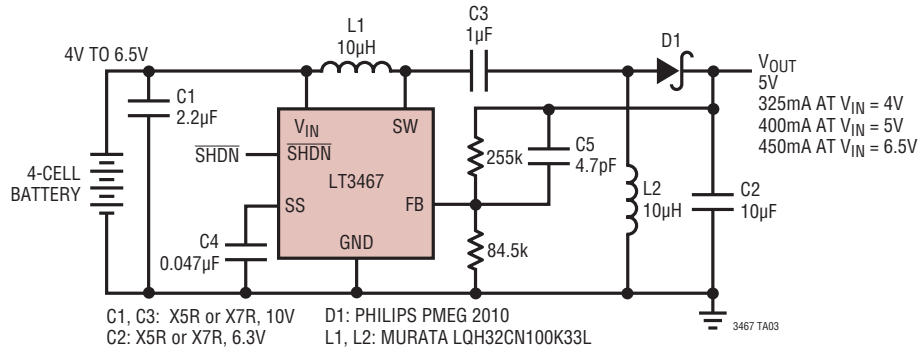 4V TO 6.5V
C1
2.2µF
4-CELL
BATTERY
L1
10µH
C3
1µF
D1
VOUT
5V
325mA AT VIN = 4V
400mA AT VIN = 5V
450mA AT VIN = 6.5V
VIN
SW
SHDN
SHDN
LT3467
SS
FB
GND
C4
0.047µF
255k
C5
4.7pF
84.5k
L2
10µH
C2
10µF
C1, C3: X5R or X7R, 10V
C2: X5R or X7R, 6.3V
D1: PHILIPS PMEG 2010
L1, L2: MURATA LQH32CN100K33L
3467 TA03